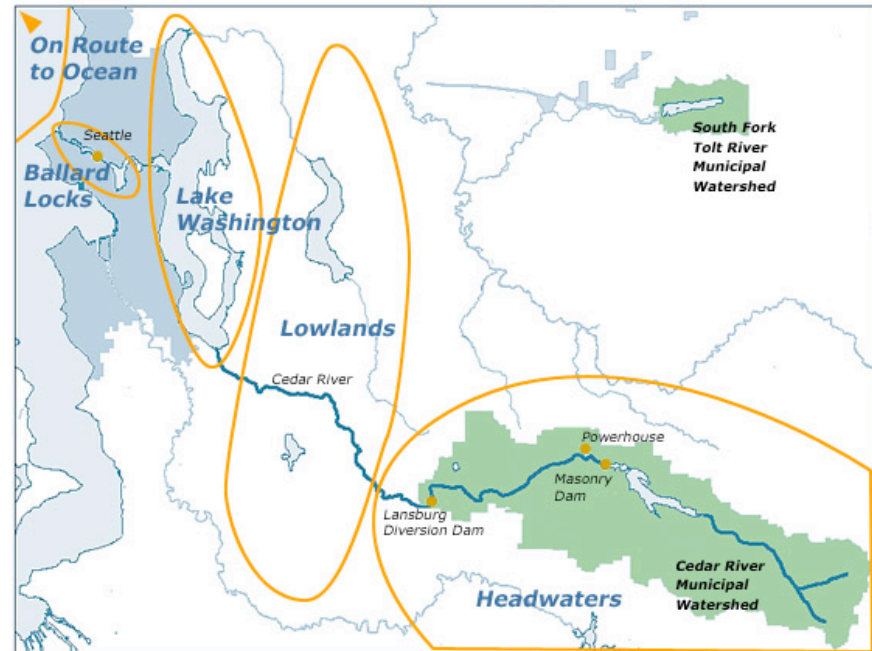 On Route
to Ocean
Seattle
Ballard
Locks
Lake
Washington
South Fork
Tolt River
Municipal
Watershed
Lowlands
Cedar River
Powerhouse
Masonry
Dam
Lansburg
Diversion Dam
Cedar River
Municipal
Watershed
Headwaters